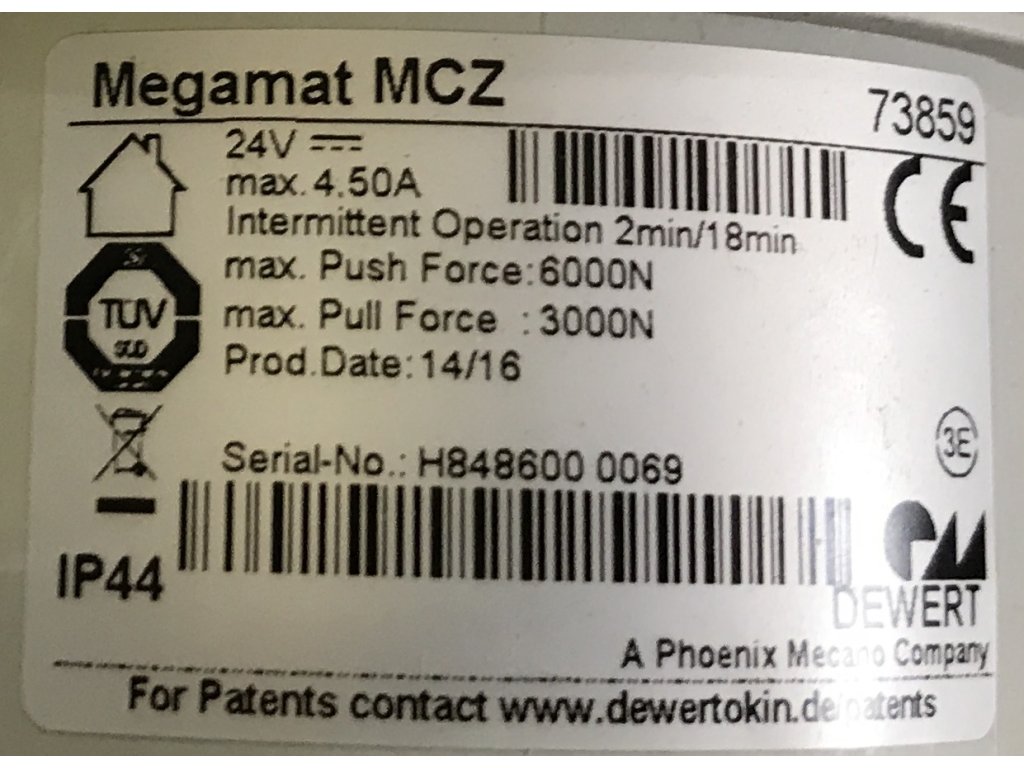 Megamat MCZ
73859
24V
max. 4.50A
CE
Intermittent Operation 2min/18min
max. Push Force:6000N
max. Pull Force : 3000N
Prod.Date: 14/16
TÜV
SÜD
Serial-No.: H848600 0069
3E
IP44
DEWERT
A Phoenix Mecano Company
For Patents contact www.dewertokin.de/patents